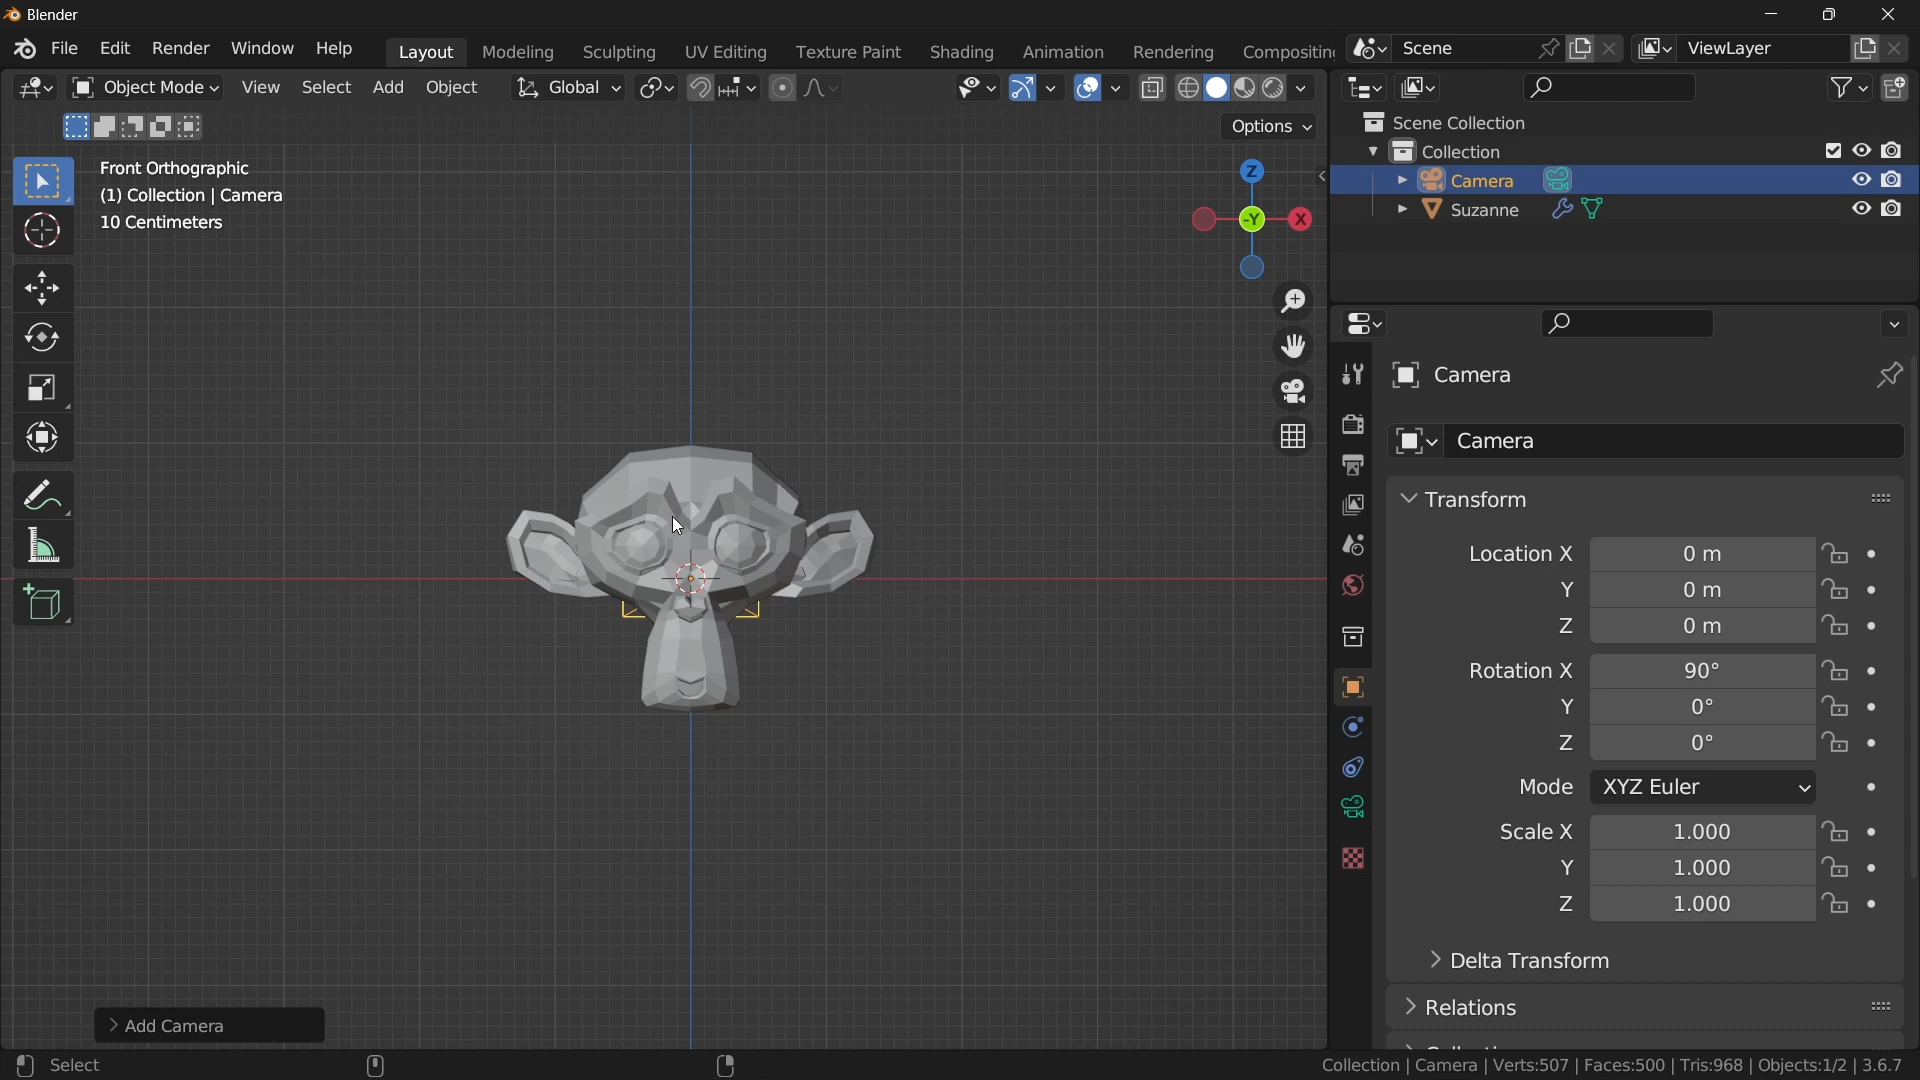 Blender
File Edit Render Window Help Layout Modeling Sculpting UV Editing Texture Paint Shading Animation Rendering Compositin Scene ViewLayer
Object Mode View Select Add Object Global
Options
Front Orthographic
(1) Collection | Camera
10 Centimeters
Z
-Y
X
Scene Collection
Collection
Camera
Suzanne
Camera
Camera
Transform
Location X 0 m
Y 0 m
Z 0 m
Rotation X 90°
Y 0°
Z 0°
Mode XYZ Euler
Scale X 1.000
Y 1.000
Z 1.000
Delta Transform
Relations
Add Camera
Select
Collection | Camera | Verts:507 | Faces:500 | Tris:968 | Objects:1/2 | 3.6.7